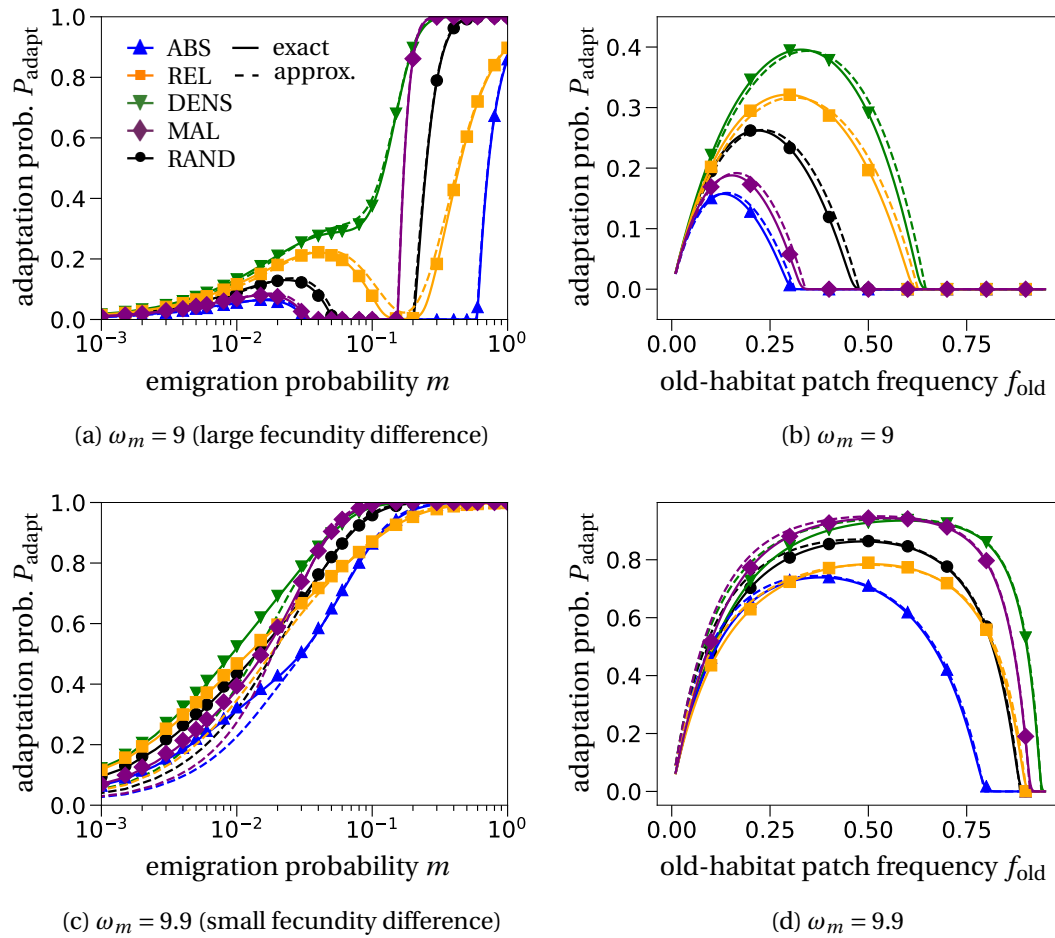 1.0
0.8
0.6
0.4
0.2
0.0
adaptation prob. P_adapt
ABS
REL
DENS
MAL
RAND
exact
approx.
10⁻³ 10⁻² 10⁻¹ 10⁰
emigration probability m
(a) ω_m = 9 (large fecundity difference)
0.4
0.3
0.2
0.1
0.0
adaptation prob. P_adapt
0.00 0.25 0.50 0.75
old-habitat patch frequency f_old
(b) ω_m = 9
1.0
0.8
0.6
0.4
0.2
0.0
adaptation prob. P_adapt
10⁻³ 10⁻² 10⁻¹ 10⁰
emigration probability m
(c) ω_m = 9.9 (small fecundity difference)
0.8
0.6
0.4
0.2
0.0
adaptation prob. P_adapt
0.00 0.25 0.50 0.75
old-habitat patch frequency f_old
(d) ω_m = 9.9